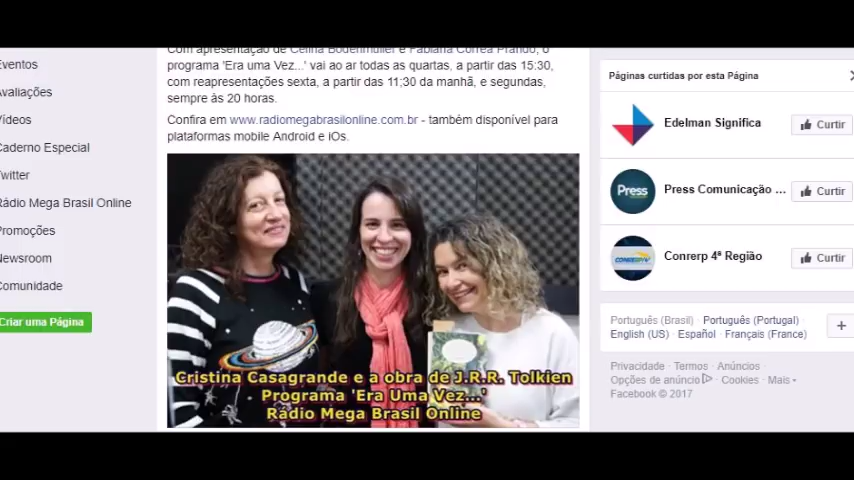 Eventos
Avaliações
Vídeos
Caderno Especial
Twitter
Rádio Mega Brasil Online
Promoções
Newsroom
Comunidade
Criar uma Página
Com apresentação de Celina Bodenmüller e Fabiana Corrêa Prando, o
programa 'Era uma Vez...' vai ao ar todas as quartas, a partir das 15:30,
com reapresentações sexta, a partir das 11;30 da manhã, e segundas,
sempre às 20 horas.
Confira em www.radiomegabrasilonline.com.br - também disponível para
plataformas mobile Android e iOs.
Cristina Casagrande e a obra de J.R.R. Tolkien
Programa 'Era Uma Vez...'
Rádio Mega Brasil Online
Páginas curtidas por esta Página
Edelman Significa
Curtir
Press
Press Comunicação ...
Curtir
CONRERP/4
Conrerp 4ª Região
Curtir
Português (Brasil) · Português (Portugal) ·
English (US) · Español · Français (France)
Privacidade · Termos · Anúncios ·
Opções de anúncio · Cookies · Mais
Facebook © 2017